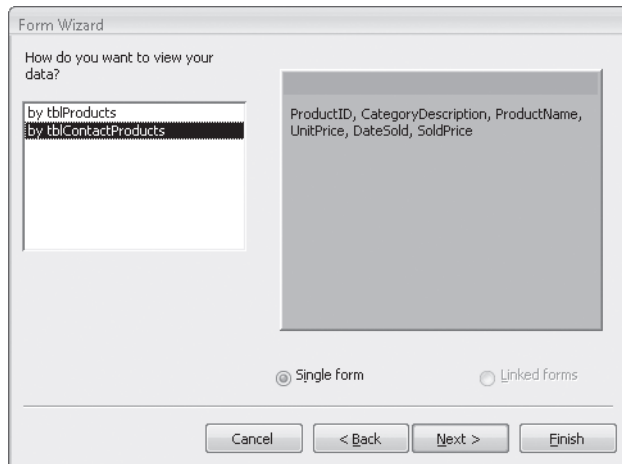 Form Wizard
How do you want to view your
data?
by tblProducts
by tblContactProducts
ProductID, CategoryDescription, ProductName,
UnitPrice, DateSold, SoldPrice
Single form
Linked forms
Cancel
< Back
Next >
Finish